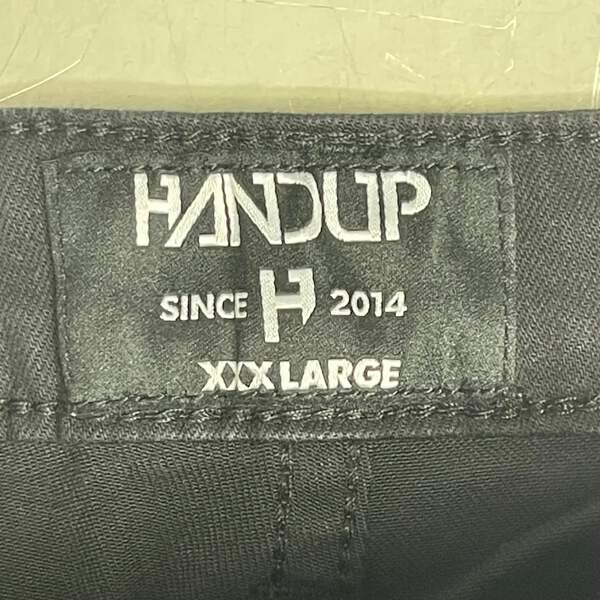 HANDUP
SINCE H 2014
XXX LARGE